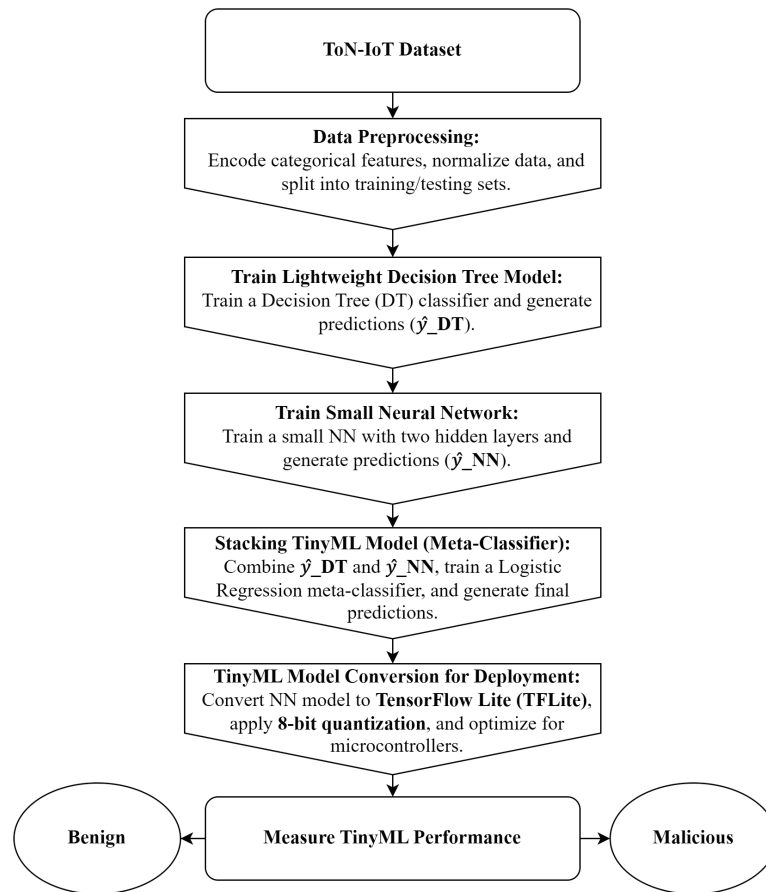 ToN-IoT Dataset
Data Preprocessing:
Encode categorical features, normalize data, and
split into training/testing sets.
Train Lightweight Decision Tree Model:
Train a Decision Tree (DT) classifier and generate
predictions (ŷ_DT).
Train Small Neural Network:
Train a small NN with two hidden layers and
generate predictions (ŷ_NN).
Stacking TinyML Model (Meta-Classifier):
Combine ŷ_DT and ŷ_NN, train a Logistic
Regression meta-classifier, and generate final
predictions.
TinyML Model Conversion for Deployment:
Convert NN model to TensorFlow Lite (TFLite),
apply 8-bit quantization, and optimize for
microcontrollers.
Benign
Measure TinyML Performance
Malicious